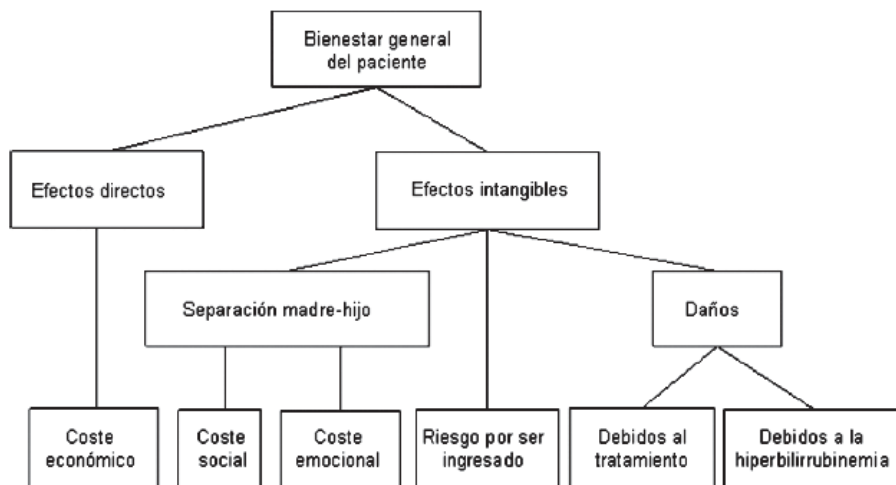 Bienestar general
del paciente
Efectos directos
Efectos intangibles
Separación madre-hijo
Daños
Coste
económico
Coste
social
Coste
emocional
Riesgo por ser
ingresado
Debidos al
tratamiento
Debidos a la
hiperbilirrubinemia